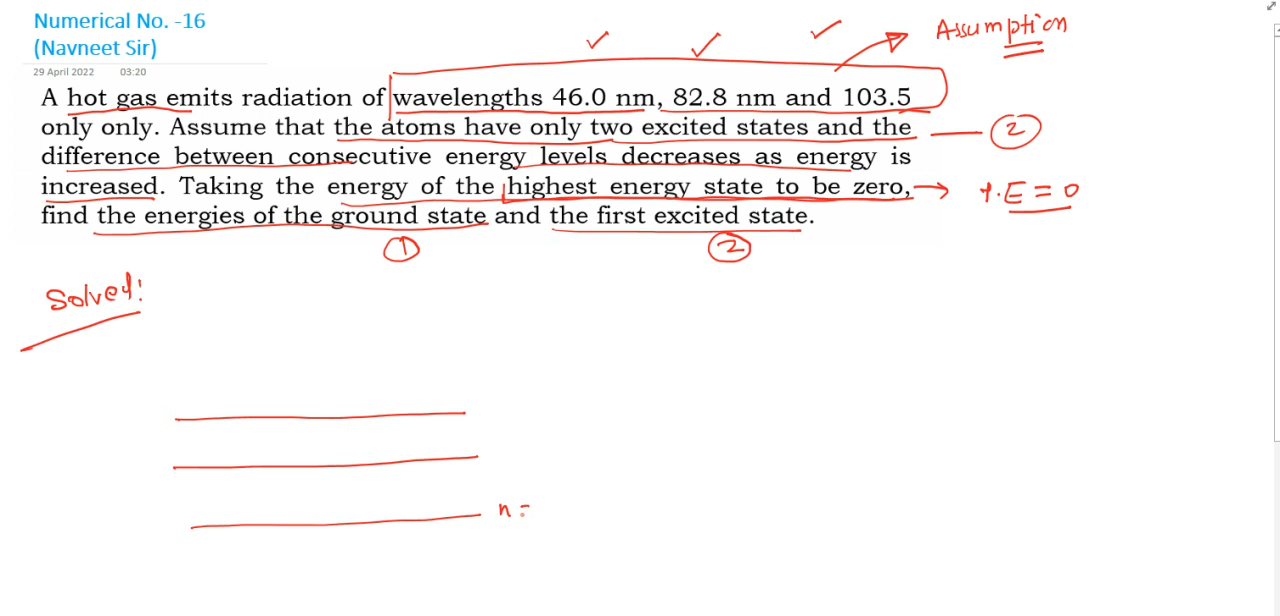 Numerical No. -16
(Navneet Sir)
29 April 2022 03:20
Assumption
A hot gas emits radiation of wavelengths 46.0 nm, 82.8 nm and 103.5
only only. Assume that the atoms have only two excited states and the
2
difference between consecutive energy levels decreases as energy is
increased. Taking the energy of the highest energy state to be zero,
T.E = 0
find the energies of the ground state and the first excited state.
1 2
Solved!
n =